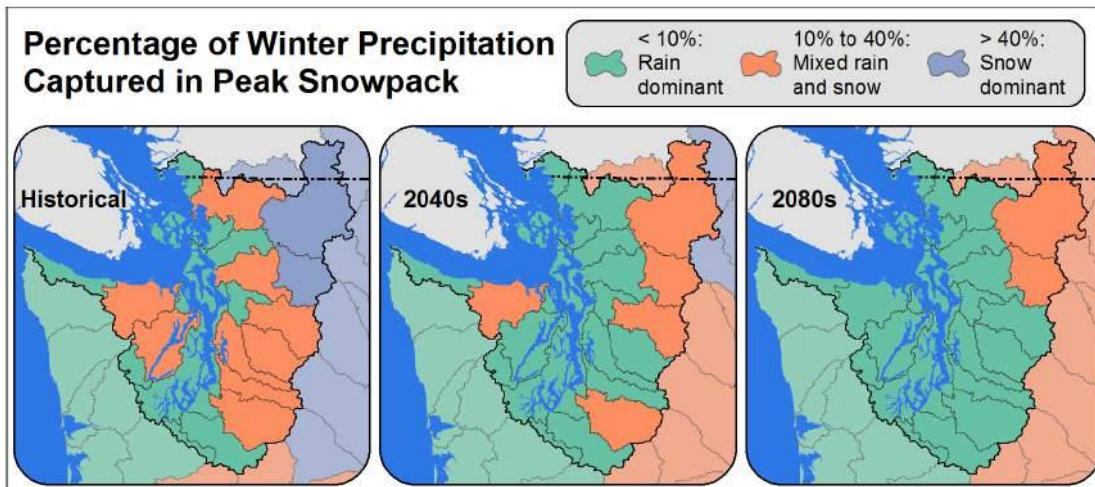 Percentage of Winter Precipitation
Captured in Peak Snowpack
< 10%:
Rain
dominant
10% to 40%:
Mixed rain
and snow
> 40%:
Snow
dominant
Historical
2040s
2080s